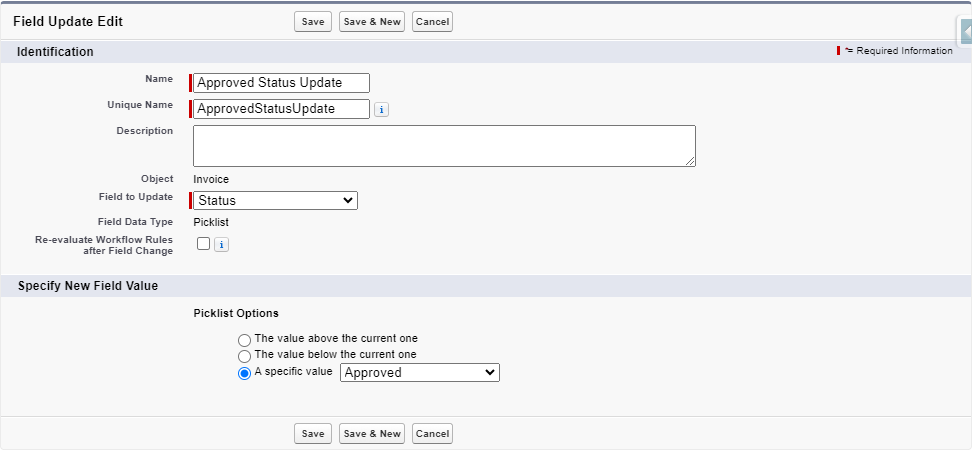 Field Update Edit Save Save & New Cancel
Identification = Required Information
Name Approved Status Update
Unique Name ApprovedStatusUpdate i
Description
Object Invoice
Field to Update Status
Field Data Type Picklist
Re-evaluate Workflow Rules
after Field Change i
Specify New Field Value
Picklist Options
The value above the current one
The value below the current one
A specific value Approved
Save Save & New Cancel